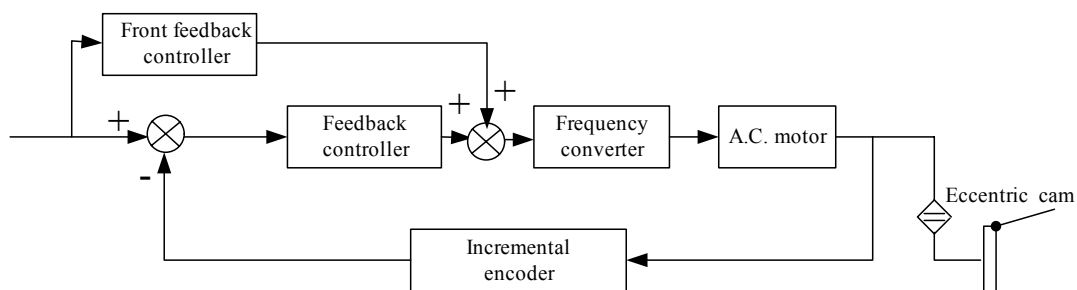 Front feedback
controller
+
+
+
Feedback
controller
Frequency
converter
A.C. motor
-
Eccentric cam
Incremental
encoder